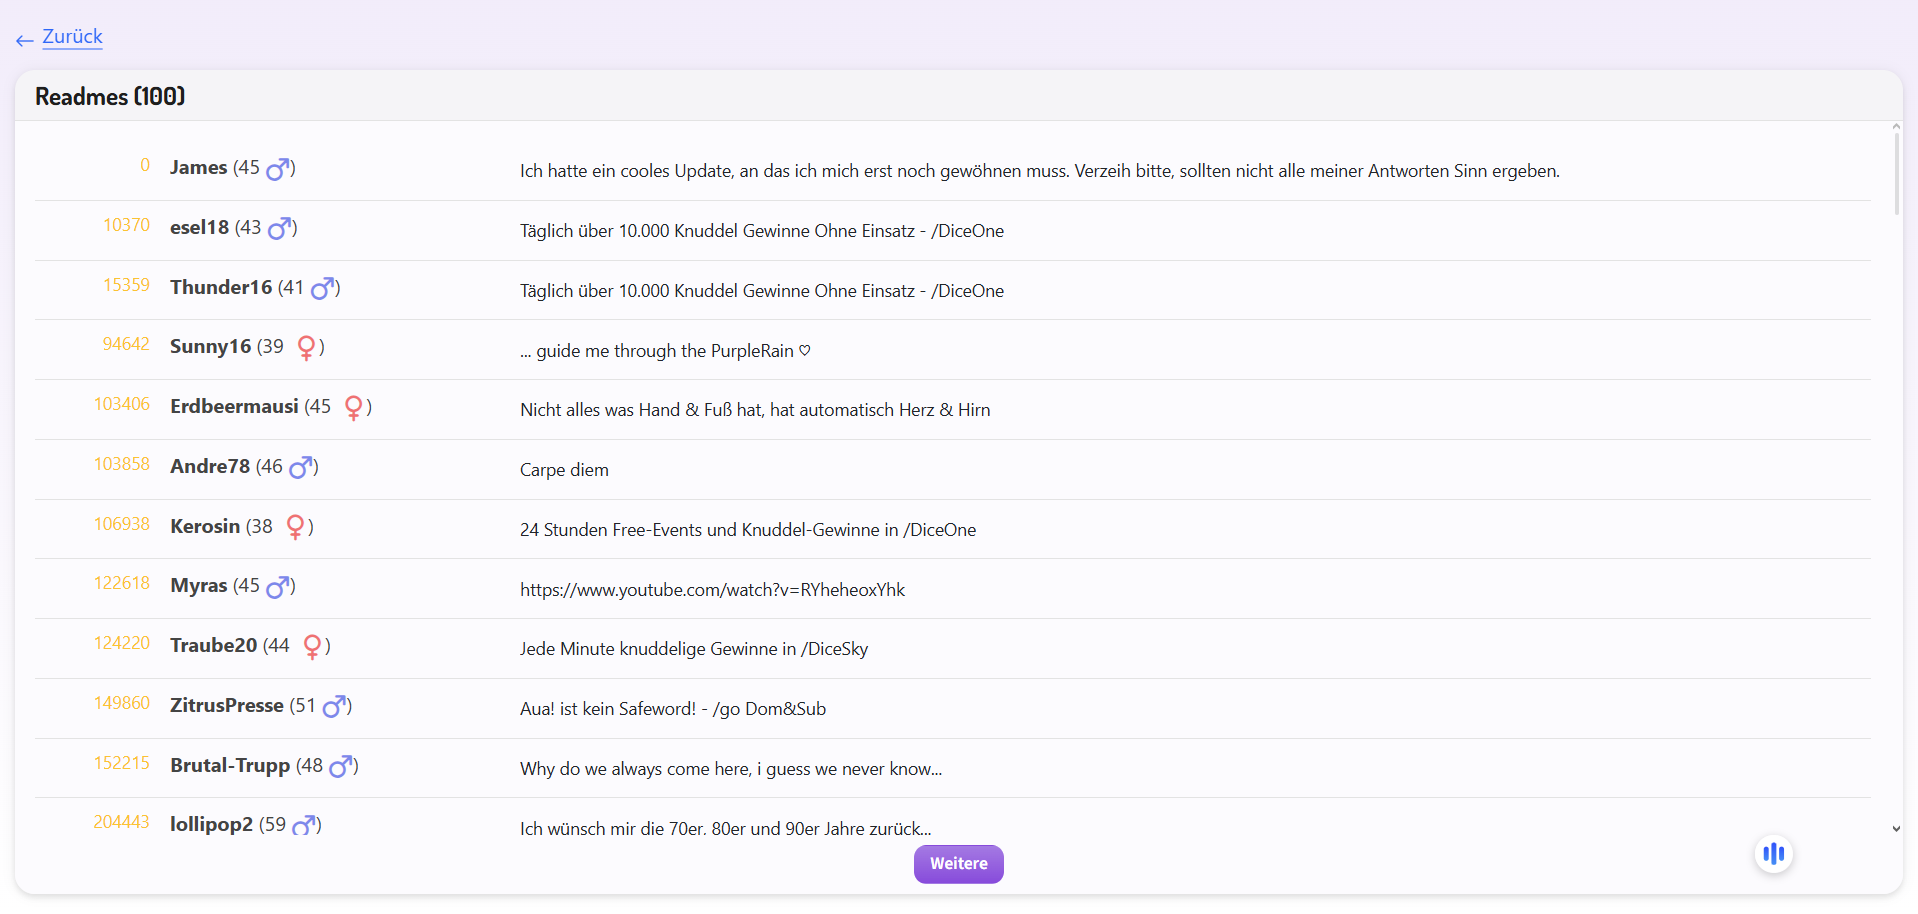 ← Zurück
Readmes (100)
0 James (45 ♂) Ich hatte ein cooles Update, an das ich mich erst noch gewöhnen muss. Verzeih bitte, sollten nicht alle meiner Antworten Sinn ergeben.
10370 esel18 (43 ♂) Täglich über 10.000 Knuddel Gewinne Ohne Einsatz - /DiceOne
15359 Thunder16 (41 ♂) Täglich über 10.000 Knuddel Gewinne Ohne Einsatz - /DiceOne
94642 Sunny16 (39 ♀) ... guide me through the PurpleRain ♡
103406 Erdbeermausi (45 ♀) Nicht alles was Hand & Fuß hat, hat automatisch Herz & Hirn
103858 Andre78 (46 ♂) Carpe diem
106938 Kerosin (38 ♀) 24 Stunden Free-Events und Knuddel-Gewinne in /DiceOne
122618 Myras (45 ♂) https://www.youtube.com/watch?v=RYheheoxYhk
124220 Traube20 (44 ♀) Jede Minute knuddelige Gewinne in /DiceSky
149860 ZitrusPresse (51 ♂) Aua! ist kein Safeword! - /go Dom&Sub
152215 Brutal-Trupp (48 ♂) Why do we always come here, i guess we never know...
204443 lollipop2 (59 ♂) Ich wünsch mir die 70er. 80er und 90er Jahre zurück...
Weitere